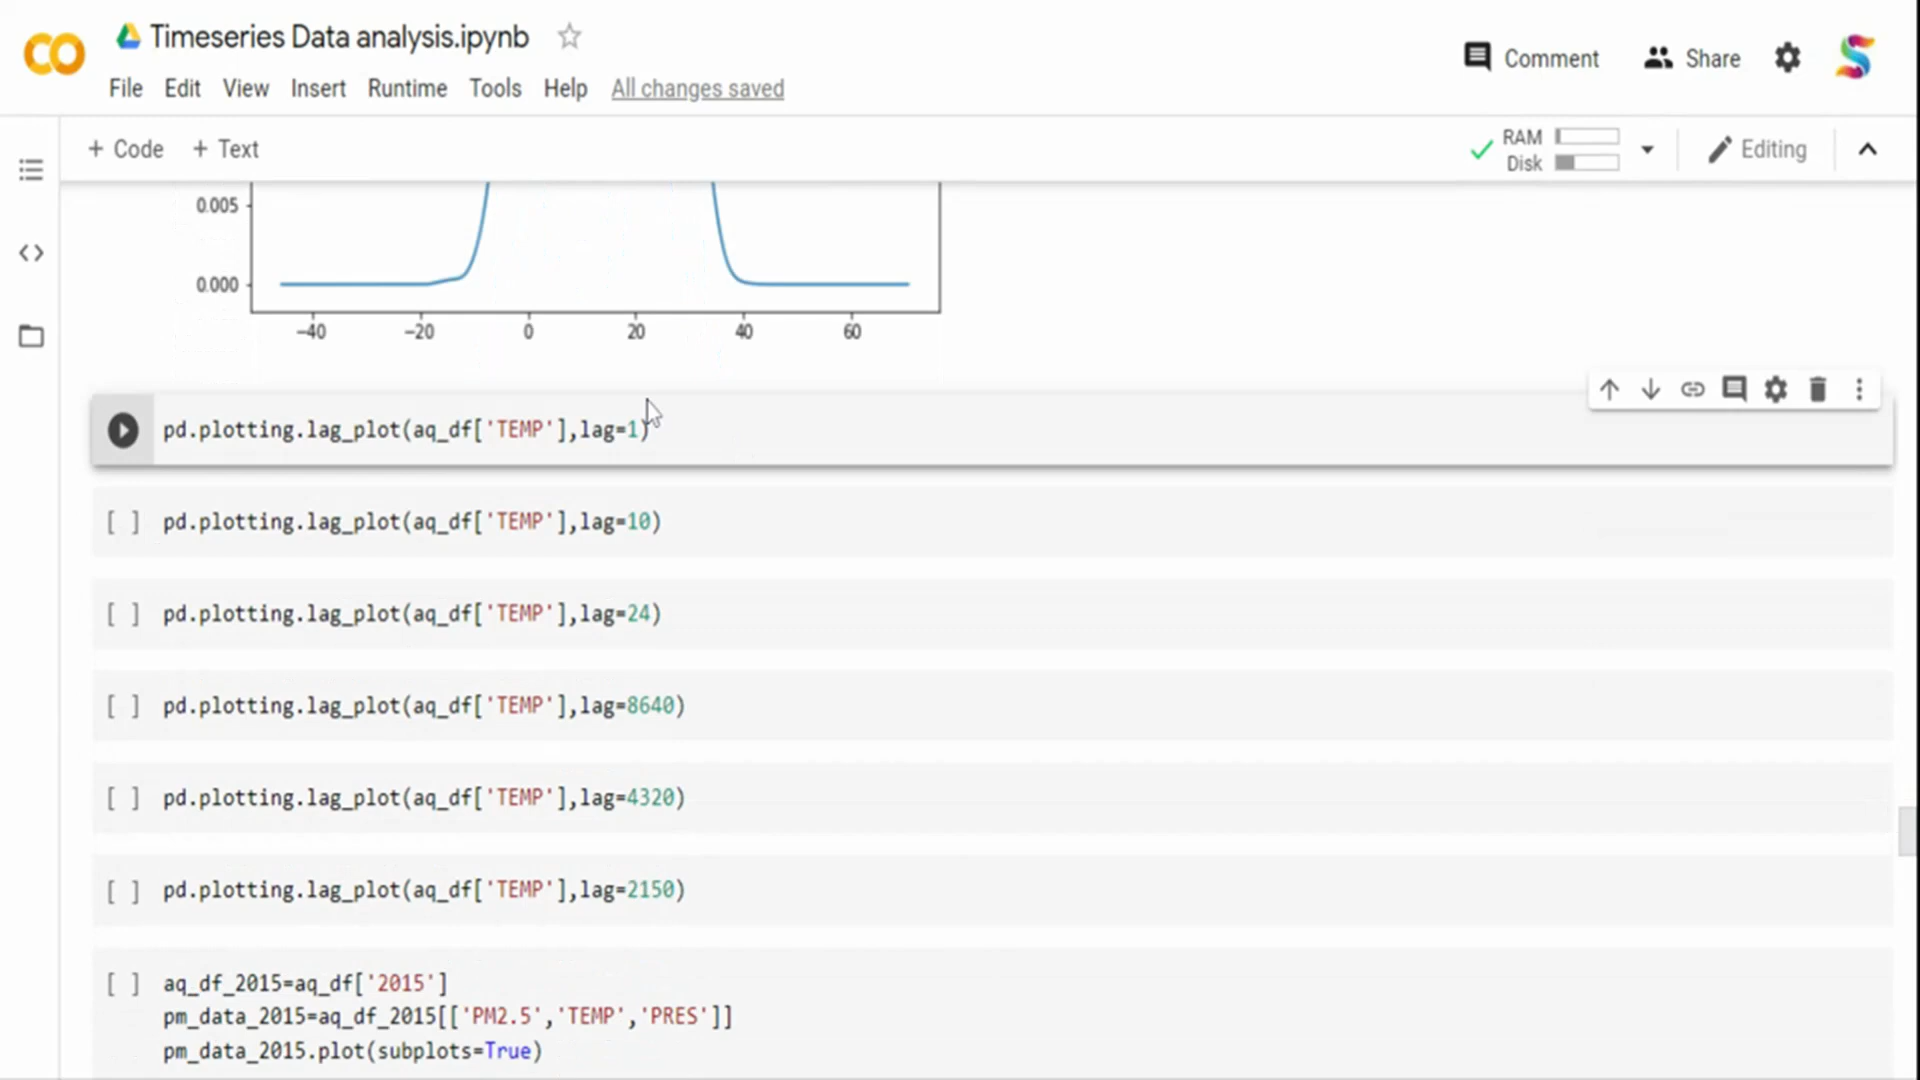 Timeseries Data analysis.ipynb
Comment
Share
File Edit View Insert Runtime Tools Help All changes saved
+ Code + Text
RAM
Disk
Editing
0.005
0.000
−40 −20 0 20 40 60
pd.plotting.lag_plot(aq_df['TEMP'],lag=1)
[ ] pd.plotting.lag_plot(aq_df['TEMP'],lag=10)
[ ] pd.plotting.lag_plot(aq_df['TEMP'],lag=24)
[ ] pd.plotting.lag_plot(aq_df['TEMP'],lag=8640)
[ ] pd.plotting.lag_plot(aq_df['TEMP'],lag=4320)
[ ] pd.plotting.lag_plot(aq_df['TEMP'],lag=2150)
[ ] aq_df_2015=aq_df['2015']
pm_data_2015=aq_df_2015[['PM2.5','TEMP','PRES']]
pm_data_2015.plot(subplots=True)